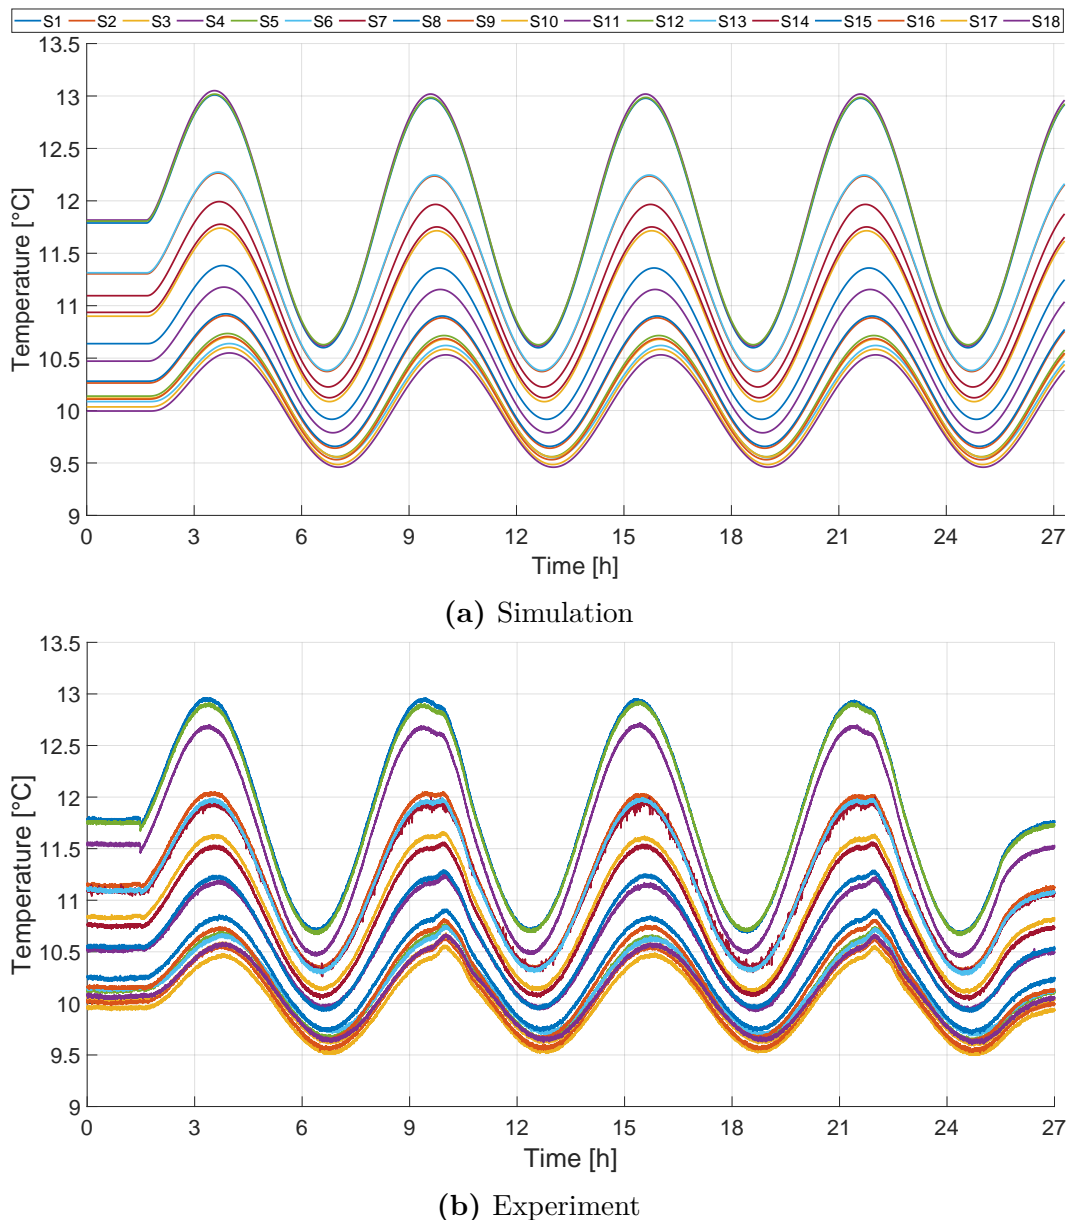 S1 S2 S3 S4 S5 S6 S7 S8 S9 S10 S11 S12 S13 S14 S15 S16 S17 S18
13.5
13
12.5
12
11.5
11
10.5
10
9.5
9
Temperature [°C]
0 3 6 9 12 15 18 21 24 27
Time [h]
(a) Simulation
13.5
13
12.5
12
11.5
11
10.5
10
9.5
9
Temperature [°C]
0 3 6 9 12 15 18 21 24 27
Time [h]
(b) Experiment